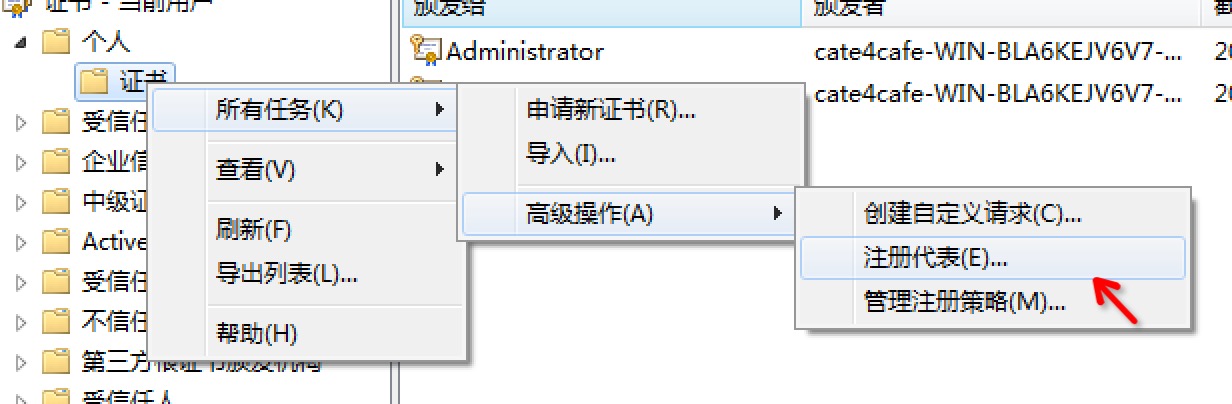 证书 - 当前用户
个人
证书
受信任
企业信
中级证
Active
受信任
不信任
第三方根证书颁发机构
受信任人
颁发给
颁发者
Administrator
cate4cafe-WIN-BLA6KEJV6V7-...
20
cate4cafe-WIN-BLA6KEJV6V7-...
20
所有任务(K)
查看(V)
刷新(F)
导出列表(L)...
帮助(H)
申请新证书(R)...
导入(I)...
高级操作(A)
创建自定义请求(C)...
注册代表(E)...
管理注册策略(M)...